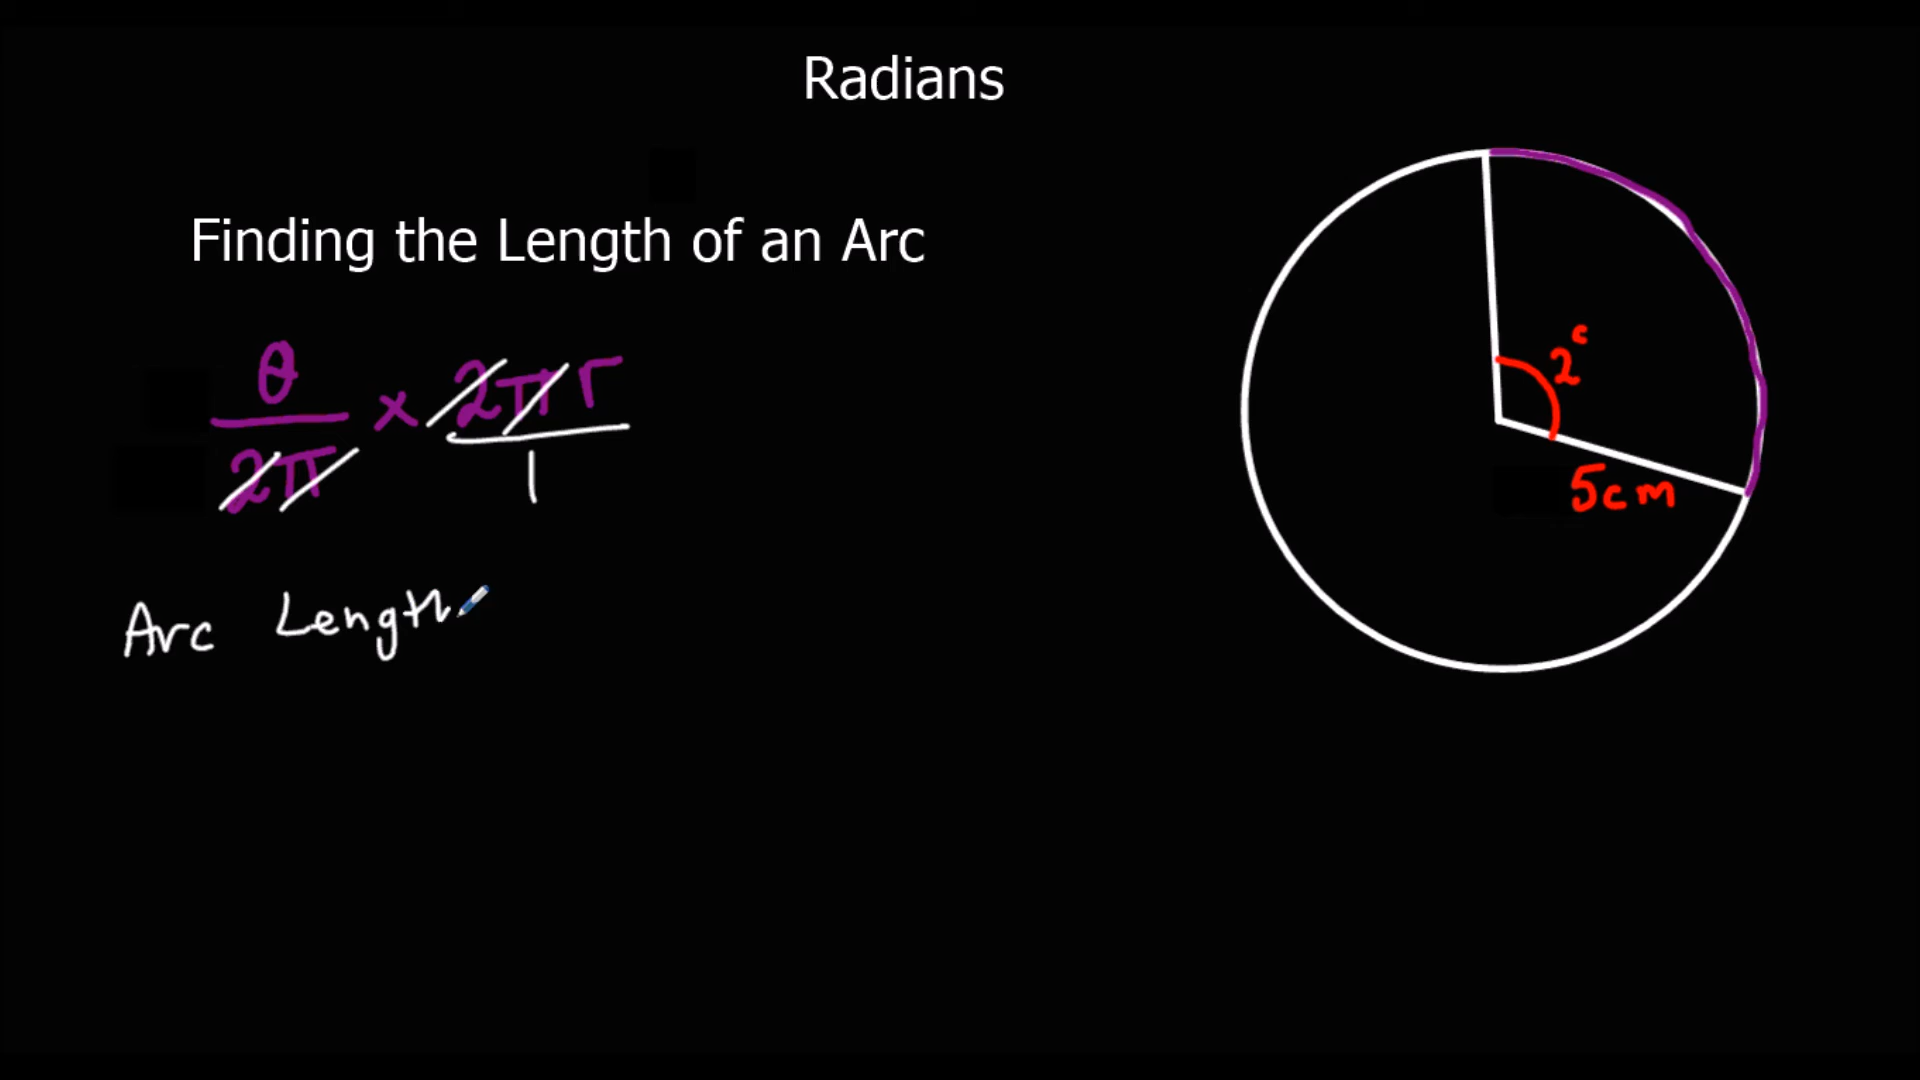 Radians
Finding the Length of an Arc
θ/2π × 2πr/1
2ᶜ
5cm
Arc Length